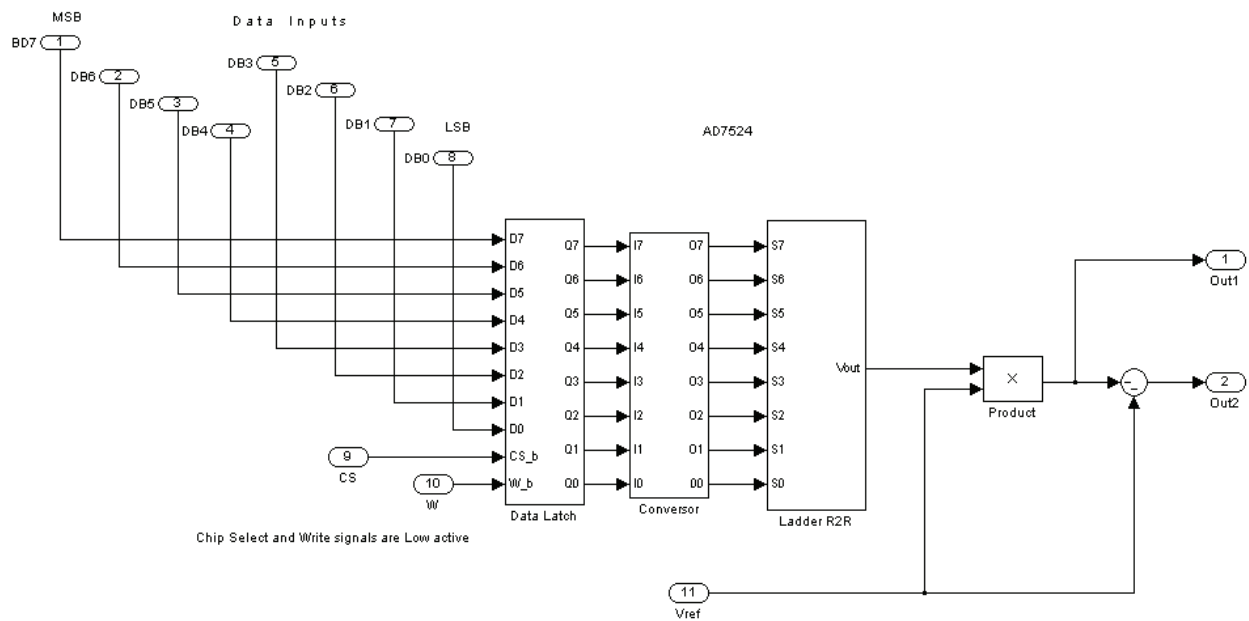 MSB
Data Inputs
BD7 1
DB6 2
DB5 3
DB4 4
DB3 5
DB2 6
DB1 7
LSB
DB0 8
AD7524
D7
D6
D5
D4
D3
D2
D1
D0
CS_b
W_b
Q7
Q6
Q5
Q4
Q3
Q2
Q1
Q0
Data Latch
I7
I6
I5
I4
I3
I2
I1
I0
O7
O6
O5
O4
O3
O2
O1
00
Conversor
S7
S6
S5
S4
S3
S2
S1
S0
Vout
Ladder R2R
×
Product
1
Out1
2
Out2
9
CS
10
W
Chip Select and Write signals are Low active
11
Vref